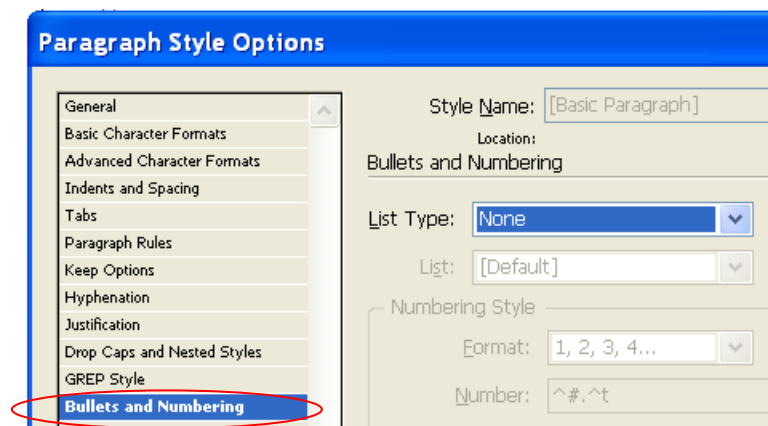 Paragraph Style Options
General
Basic Character Formats
Advanced Character Formats
Indents and Spacing
Tabs
Paragraph Rules
Keep Options
Hyphenation
Justification
Drop Caps and Nested Styles
GREP Style
Bullets and Numbering
Style Name: [Basic Paragraph]
Location:
Bullets and Numbering
List Type: None
List: [Default]
Numbering Style
Format: 1, 2, 3, 4...
Number: ^#.^t